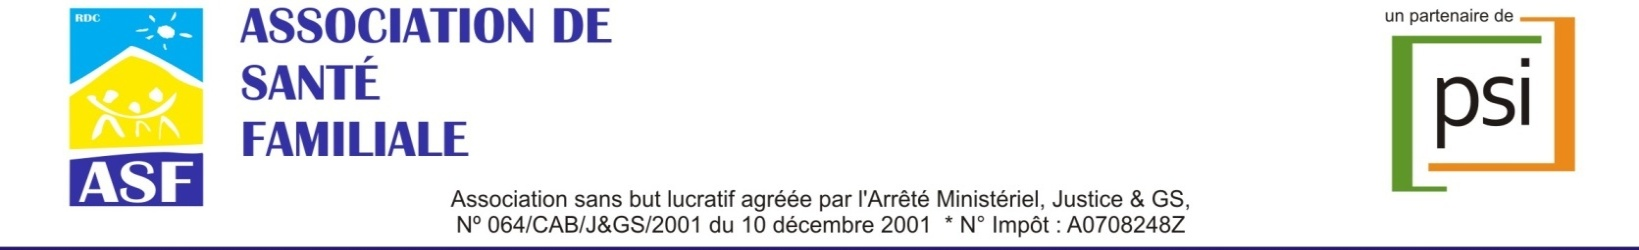 RDC
ASF
ASSOCIATION DE
SANTÉ
FAMILIALE
un partenaire de
psi
Association sans but lucratif agréée par l'Arrêté Ministériel, Justice & GS,
Nº 064/CAB/J&GS/2001 du 10 décembre 2001 * N° Impôt : A0708248Z